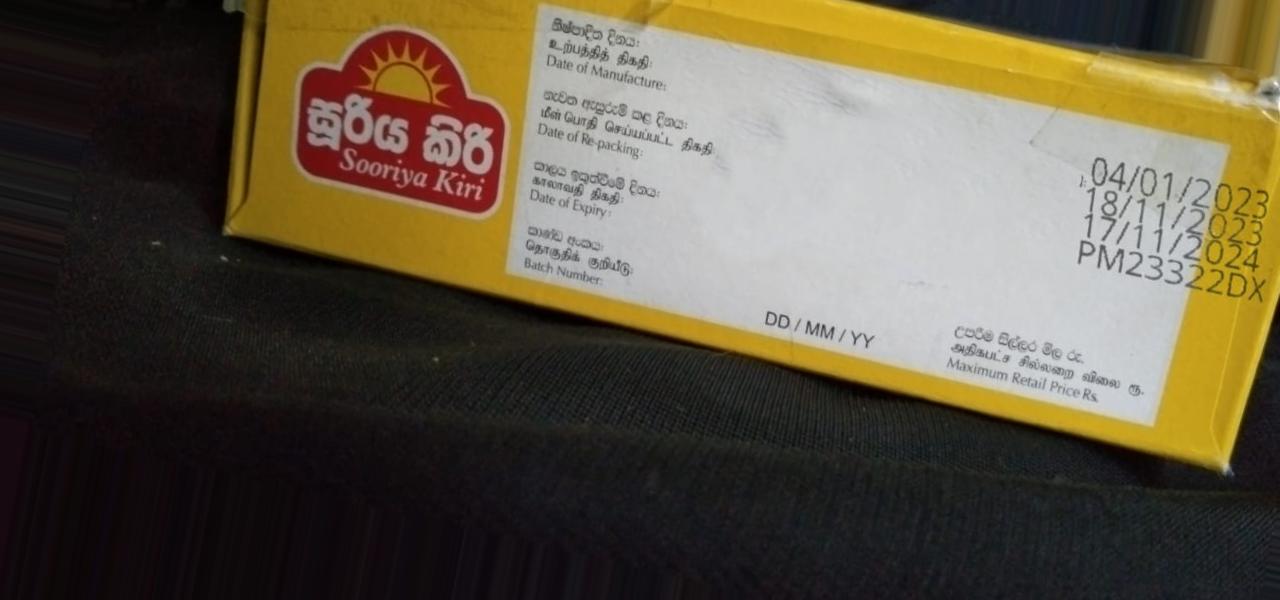 සූරිය කිරි
Sooriya Kiri
නිෂ්පාදිත දිනය:
உற்பத்தித் திகதி:
Date of Manufacture:
නැවත ඇසුරුම් කළ දිනය:
மீள் பொதி செய்யப்பட்ட திகதி:
Date of Re-packing:
කාලය ඉකුත්වීමේ දිනය:
காலாவதி திகதி:
Date of Expiry:
කාණ්ඩ අංකය:
தொகுதிக் குறியீடு:
Batch Number:
04/01/2023
18/11/2023
17/11/2024
PM23322DX
DD / MM / YY
උපරිම සිල්ලර මිල රු.
அதிகபட்ச சில்லறை விலை ரூ.
Maximum Retail Price Rs.